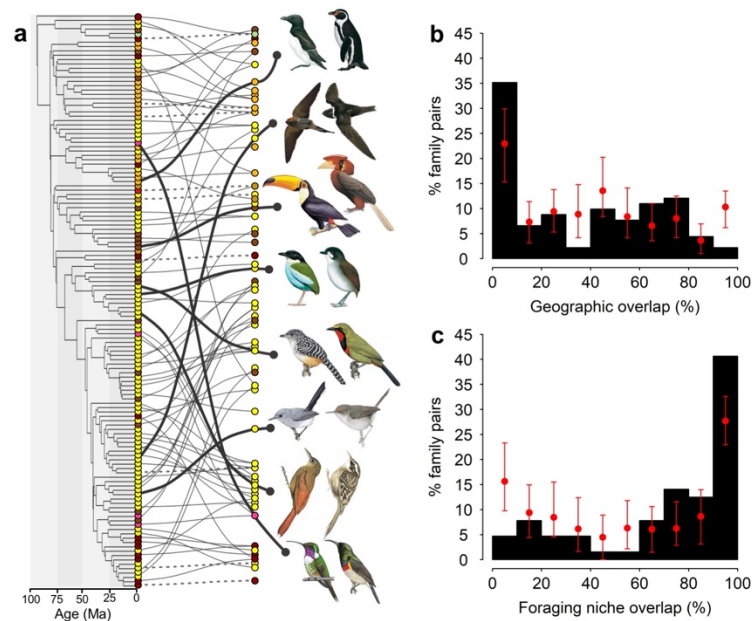 a
100 75 50 25 0
Age (Ma)
b
45
40
35
30
25
20
15
10
5
0
% family pairs
0 20 40 60 80 100
Geographic overlap (%)
c
45
40
35
30
25
20
15
10
5
0
% family pairs
0 20 40 60 80 100
Foraging niche overlap (%)